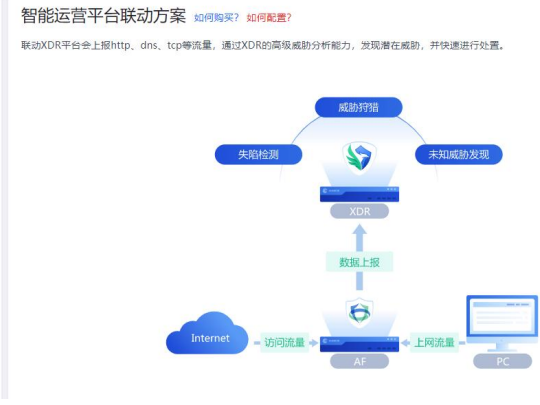 智能运营平台联动方案 如何购买? 如何配置?
联动XDR平台会上报http、dns、tcp等流量，通过XDR的高级威胁分析能力，发现潜在威胁，并快速进行处置。
威胁狩猎
失陷检测
未知威胁发现
XDR
数据上报
Internet
访问流量
上网流量
AF
PC